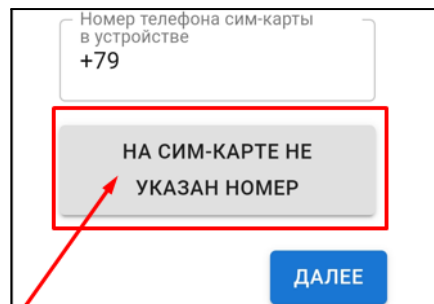 Номер телефона сим-карты
в устройстве
+79
НА СИМ-КАРТЕ НЕ
УКАЗАН НОМЕР
ДАЛЕЕ